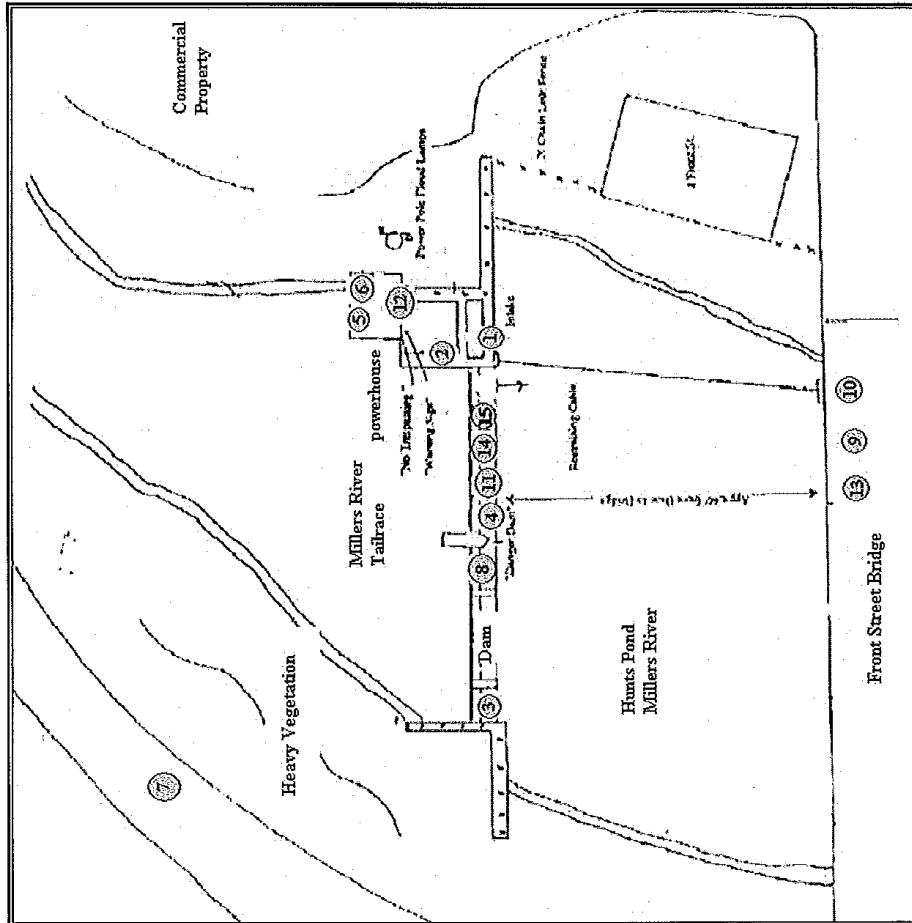 Commercial
Property
X Chain Link Fence
Power Pole Flood Lamps
6
5
12
1
2
Intake
powerhouse
"No Trespassing
Warning Sign"
Millers River
Tailrace
15
14
11
4
8
3
Dam
"Danger Dam"
10
9
13
Hunts Pond
Millers River
Front Street Bridge
Heavy Vegetation
7